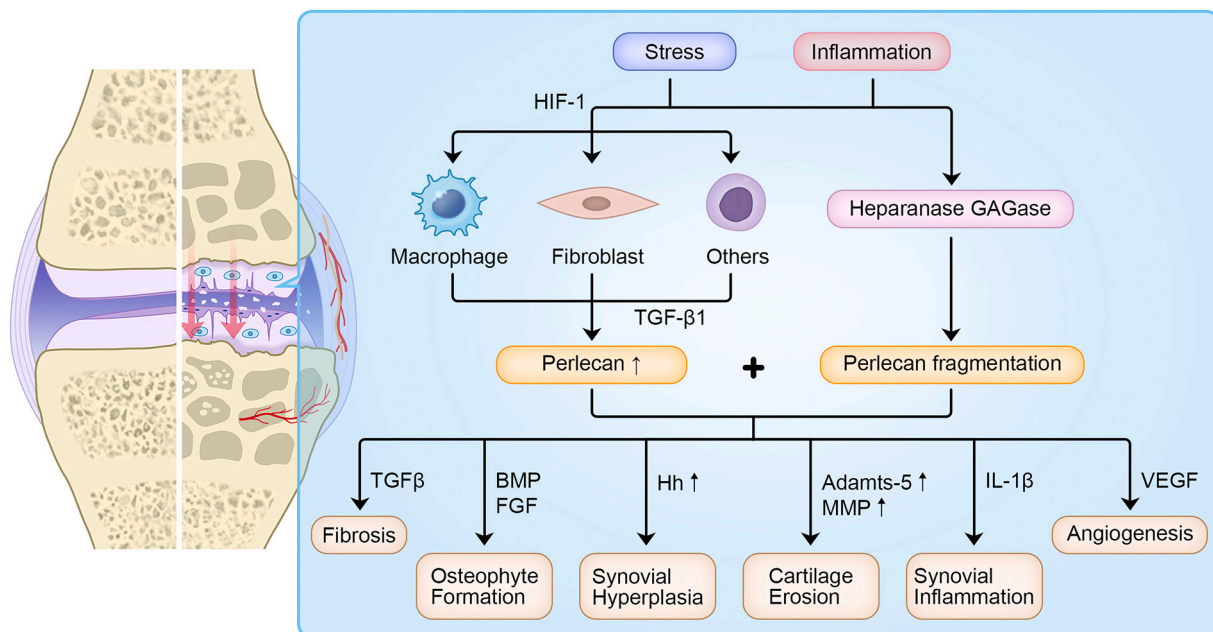 Stress
Inflammation
HIF-1
Heparanase GAGase
Macrophage
Fibroblast
Others
TGF-β1
Perlecan ↑
+
Perlecan fragmentation
TGFβ
BMP
FGF
Hh ↑
Adamts-5 ↑
MMP ↑
IL-1β
VEGF
Fibrosis
Angiogenesis
Osteophyte
Formation
Synovial
Hyperplasia
Cartilage
Erosion
Synovial
Inflammation